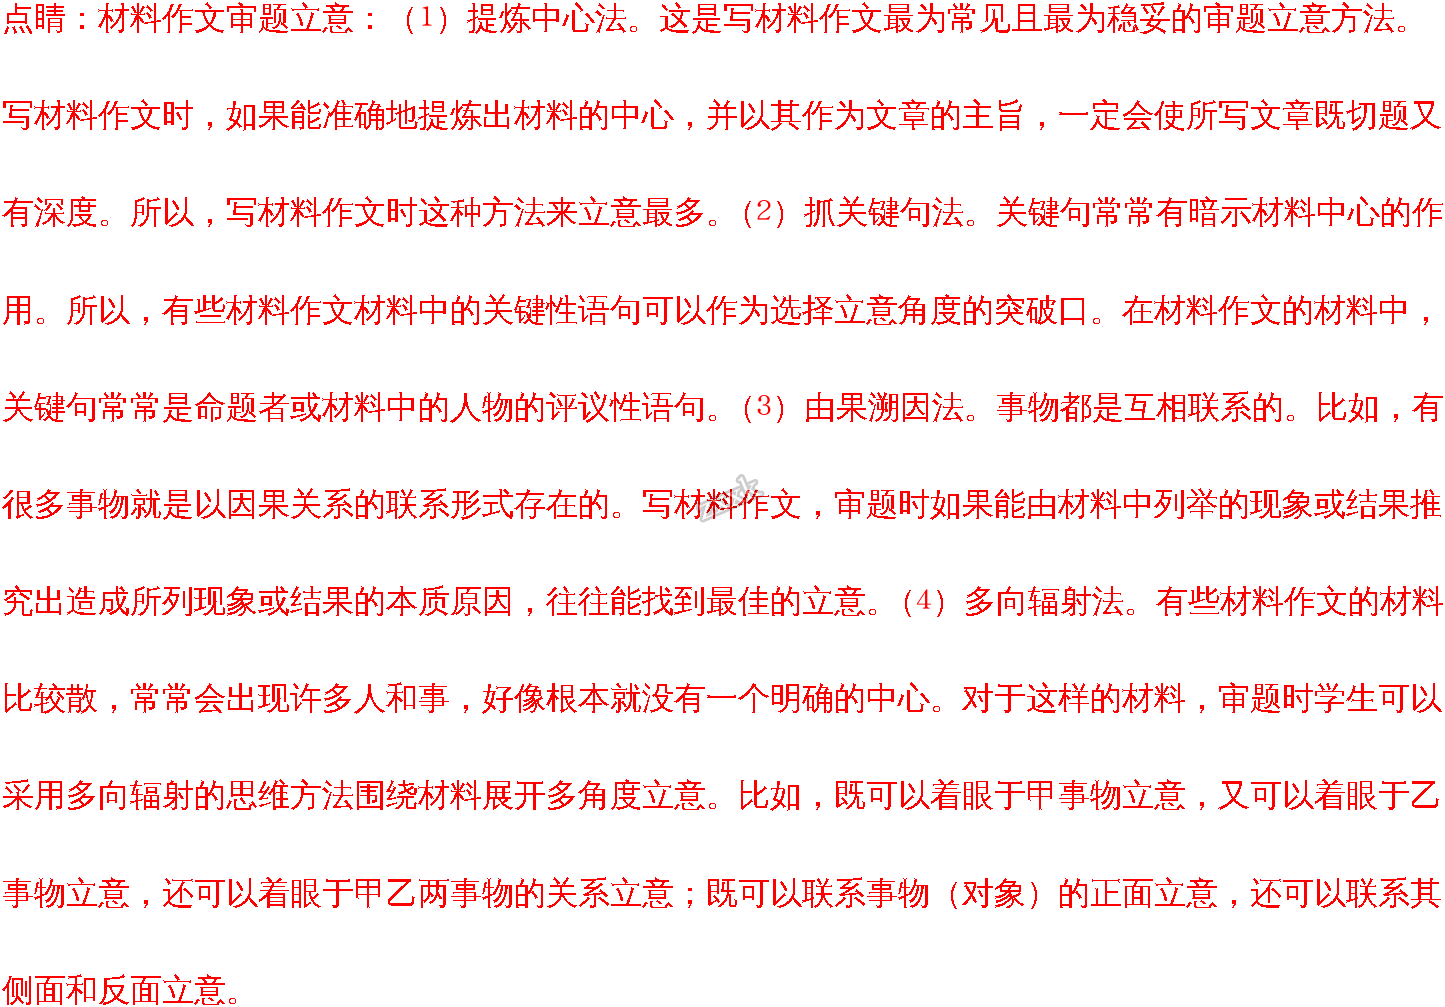 点睛：材料作文审题立意：（1）提炼中心法。这是写材料作文最为常见且最为稳妥的审题立意方法。
写材料作文时，如果能准确地提炼出材料的中心，并以其作为文章的主旨，一定会使所写文章既切题又
有深度。所以，写材料作文时这种方法来立意最多。（2）抓关键句法。关键句常常有暗示材料中心的作
用。所以，有些材料作文材料中的关键性语句可以作为选择立意角度的突破口。在材料作文的材料中，
关键句常常是命题者或材料中的人物的评议性语句。（3）由果溯因法。事物都是互相联系的。比如，有
很多事物就是以因果关系的联系形式存在的。写材料作文，审题时如果能由材料中列举的现象或结果推
究出造成所列现象或结果的本质原因，往往能找到最佳的立意。（4）多向辐射法。有些材料作文的材料
比较散，常常会出现许多人和事，好像根本就没有一个明确的中心。对于这样的材料，审题时学生可以
采用多向辐射的思维方法围绕材料展开多角度立意。比如，既可以着眼于甲事物立意，又可以着眼于乙
事物立意，还可以着眼于甲乙两事物的关系立意；既可以联系事物（对象）的正面立意，还可以联系其
侧面和反面立意。